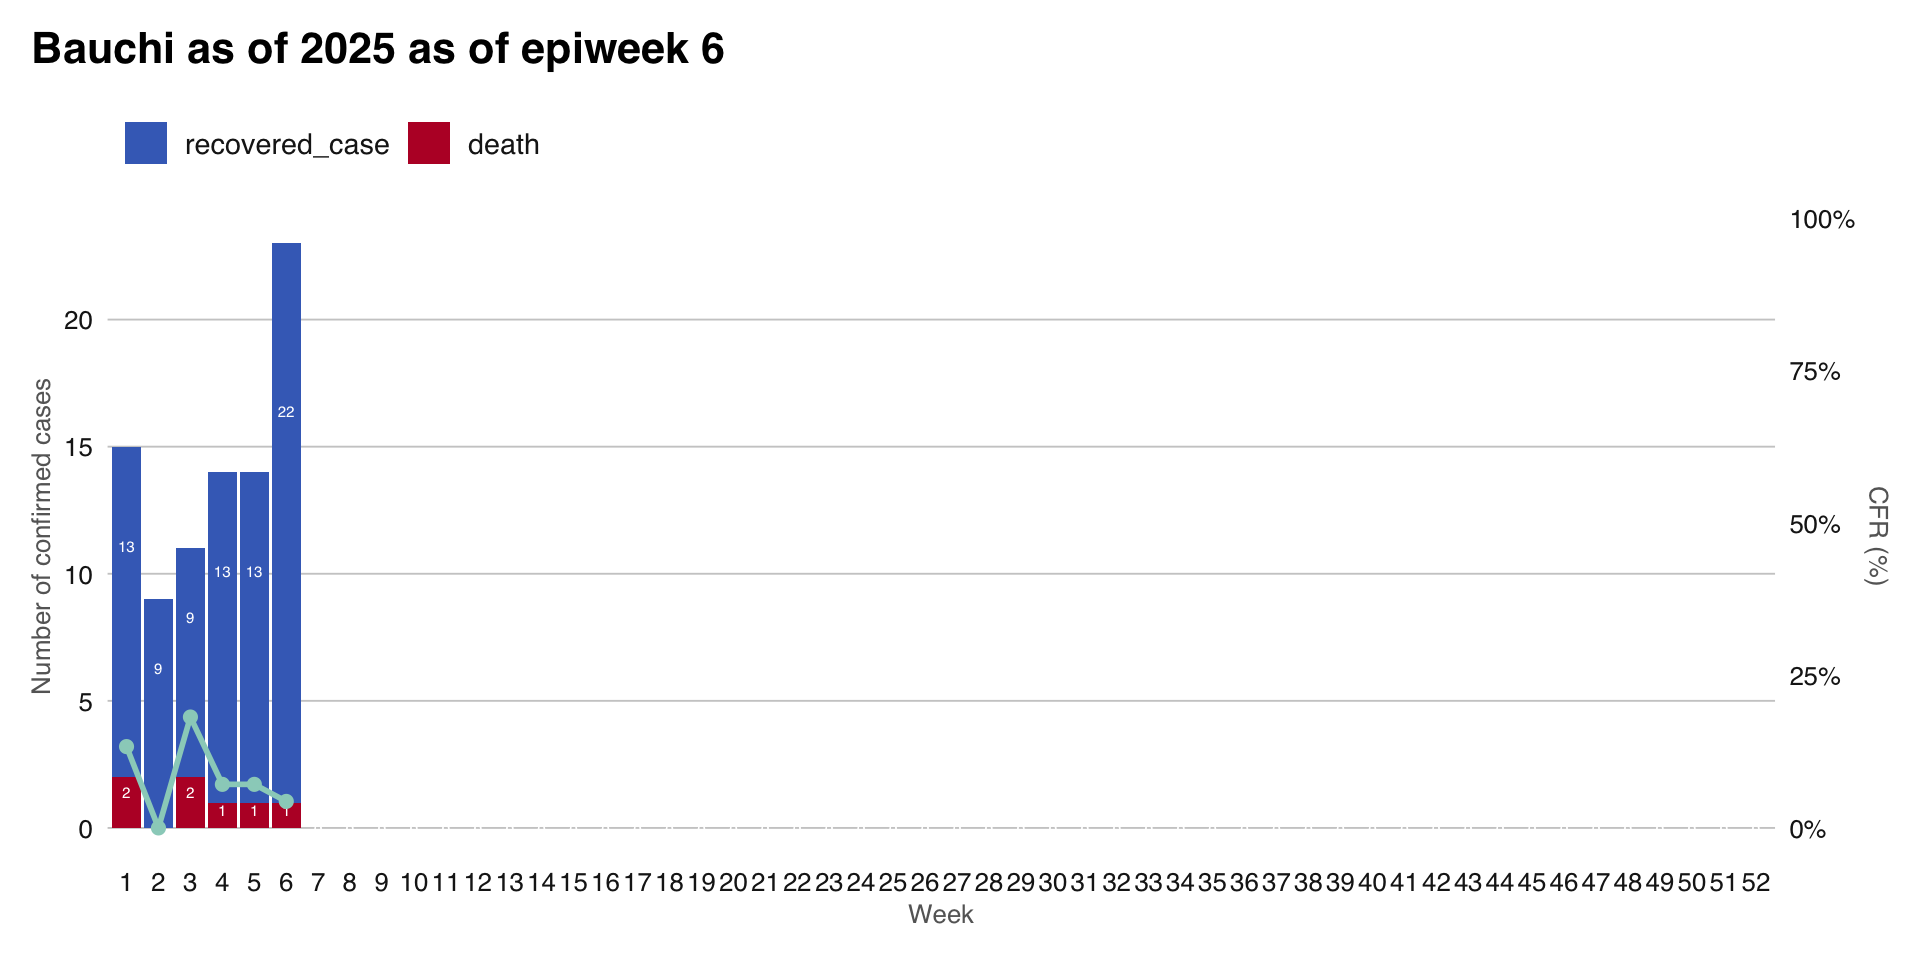 Bauchi as of 2025 as of epiweek 6
recovered_case death
100%
20
75%
22
15
13
13 13
50%
10
9
9
25%
5
2 2
1 1 1
0 0%
1 2 3 4 5 6 7 8 9 10 11 12 13 14 15 16 17 18 19 20 21 22 23 24 25 26 27 28 29 30 31 32 33 34 35 36 37 38 39 40 41 42 43 44 45 46 47 48 49 50 51 52
Week
Number of confirmed cases
CFR (%)